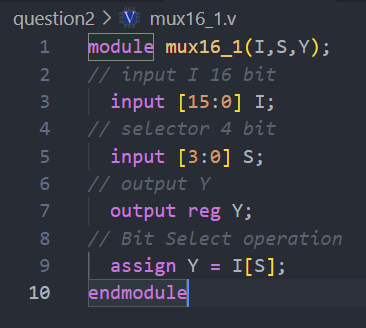 question2 > V mux16_1.v
1 module mux16_1(I,S,Y);
2 // input I 16 bit
3   input [15:0] I;
4 // selector 4 bit
5   input [3:0] S;
6 // output Y
7   output reg Y;
8 // Bit Select operation
9   assign Y = I[S];
10 endmodule